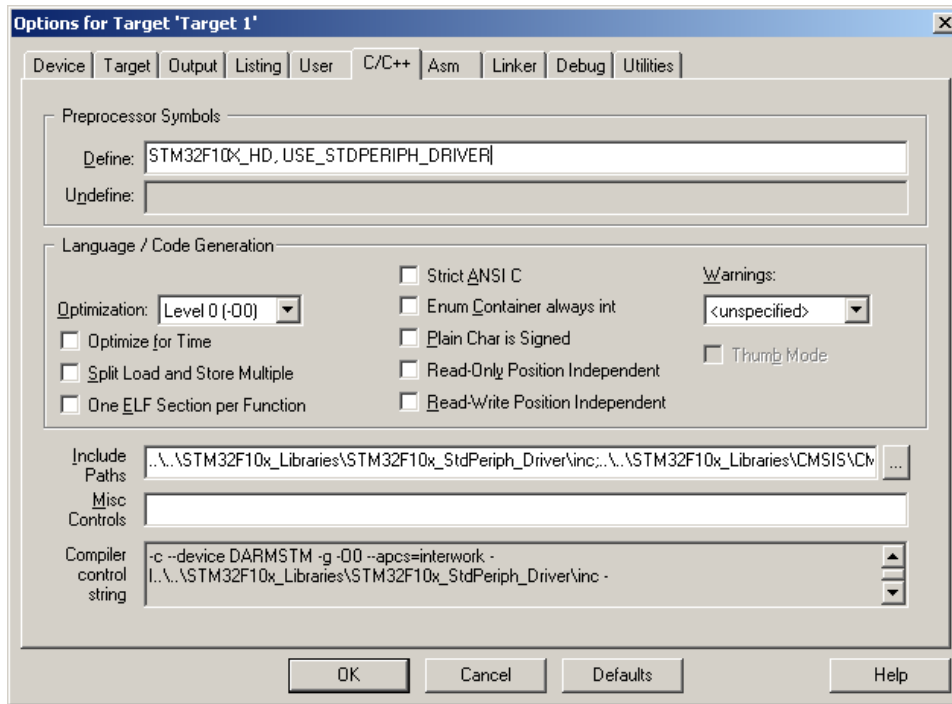 Options for Target 'Target 1'
Device Target Output Listing User C/C++ Asm Linker Debug Utilities
Preprocessor Symbols
Define: STM32F10X_HD, USE_STDPERIPH_DRIVER
Undefine:
Language / Code Generation
Strict ANSI C
Warnings:
Optimization: Level 0 (-O0)
Enum Container always int
<unspecified>
Optimize for Time
Plain Char is Signed
Thumb Mode
Split Load and Store Multiple
Read-Only Position Independent
One ELF Section per Function
Read-Write Position Independent
Include Paths
..\..\STM32F10x_Libraries\STM32F10x_StdPeriph_Driver\inc;..\..\STM32F10x_Libraries\CMSIS\CM
...
Misc Controls
Compiler control string
-c --device DARMSTM -g -O0 --apcs=interwork -
I..\..\STM32F10x_Libraries\STM32F10x_StdPeriph_Driver\inc -
OK Cancel Defaults Help